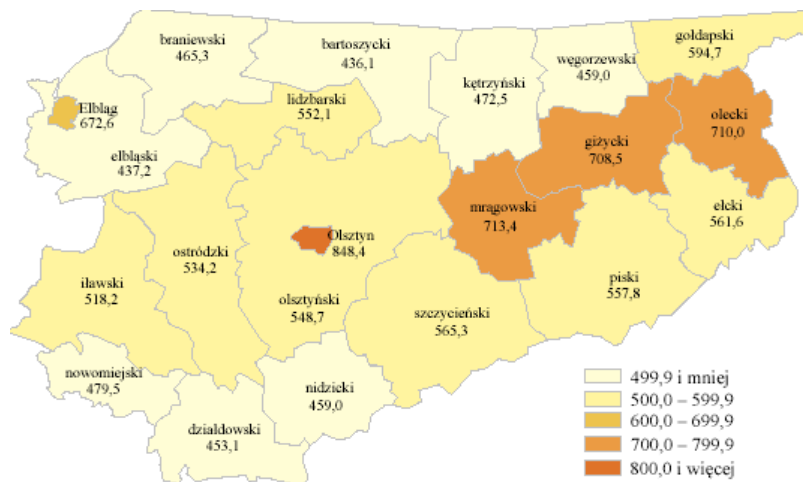 braniewski
465,3
bartoszycki
436,1
kętrzyński
472,5
węgorzewski
459,0
gołdapski
594,7
Elbląg
672,6
lidzbarski
552,1
olecki
710,0
giżycki
708,5
elbląski
437,2
mrągowski
713,4
ełcki
561,6
ostródzki
534,2
Olsztyn
848,4
iławski
518,2
olsztyński
548,7
szczycieński
565,3
piski
557,8
nowomiejski
479,5
nidzicki
459,0
działdowski
453,1
499,9 i mniej
500,0 – 599,9
600,0 – 699,9
700,0 – 799,9
800,0 i więcej